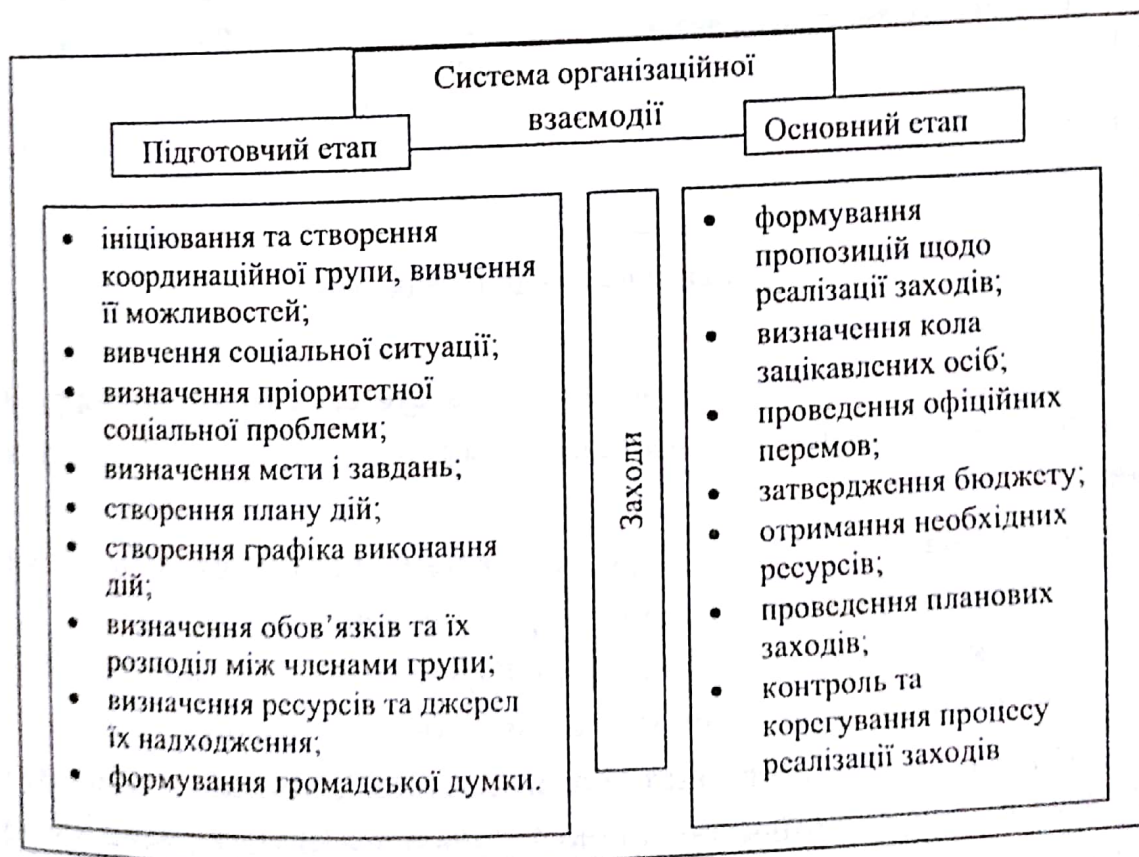 Система організаційної
взаємодії
Підготовчий етап
Основний етап
• ініціювання та створення
координаційної групи, вивчення
її можливостей;
• вивчення соціальної ситуації;
• визначення пріоритетної
соціальної проблеми;
• визначення мети і завдань;
• створення плану дій;
• створення графіка виконання
дій;
• визначення обов’язків та їх
розподіл між членами групи;
• визначення ресурсів та джерел
їх надходження;
• формування громадської думки.
Заходи
• формування
пропозицій щодо
реалізації заходів;
• визначення кола
зацікавлених осіб;
• проведення офіційних
перемов;
• затвердження бюджету;
• отримання необхідних
ресурсів;
• проведення планових
заходів;
• контроль та
корегування процесу
реалізації заходів